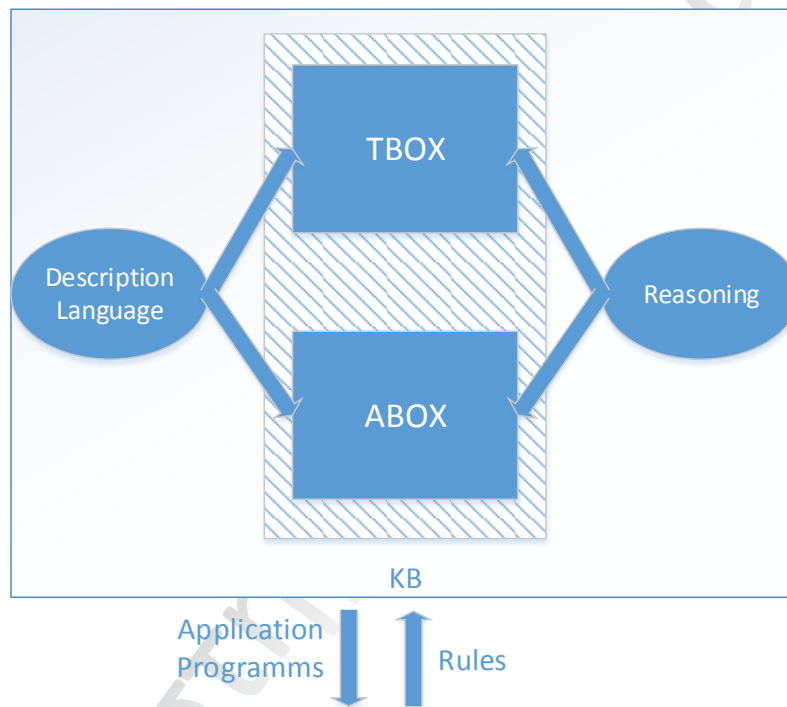 TBOX
Description
Language
Reasoning
ABOX
KB
Application
Programms
Rules